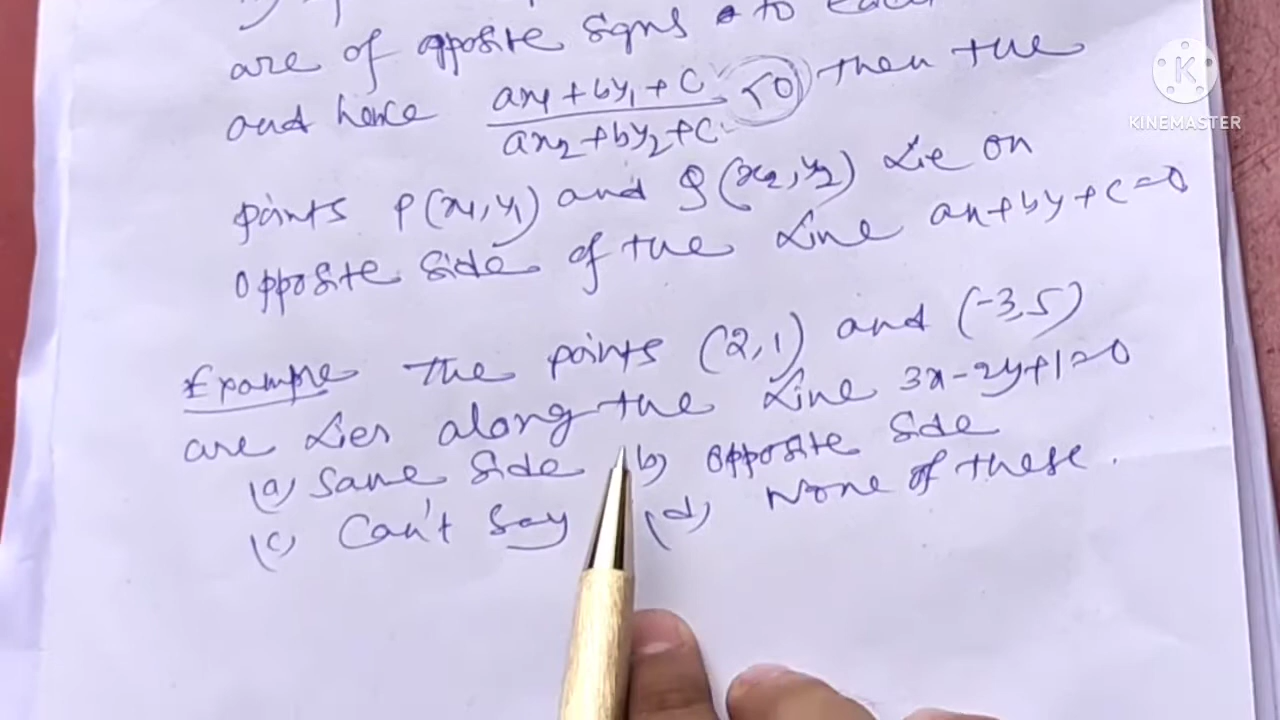 are of opposite signs to each
and hence (ax₁+by₁+c)/(ax₂+by₂+c) <0 then the
points P(x₁,y₁) and Q(x₂,y₂) Lie on
opposite side of the Line ax+by+c=0
Example the points (2,1) and (-3,5)
are Lies along the Line 3x-2y+1=0
(a) Same side (b) opposite side
(c) Can't say (d) None of these.
K
KINEMASTER